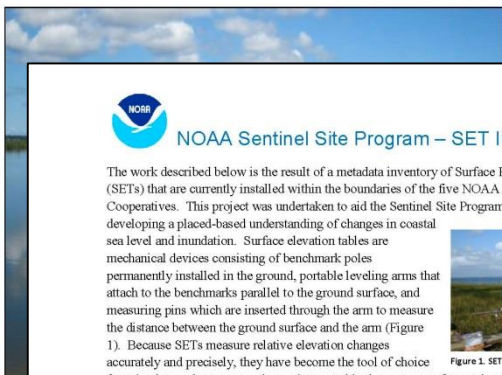 NOAA
NOAA Sentinel Site Program – SET I
The work described below is the result of a metadata inventory of Surface
(SETs) that are currently installed within the boundaries of the five NOAA
Cooperatives. This project was undertaken to aid the Sentinel Site Program
developing a placed-based understanding of changes in coastal
sea level and inundation. Surface elevation tables are
mechanical devices consisting of benchmark poles
permanently installed in the ground, portable leveling arms that
attach to the benchmarks parallel to the ground surface, and
measuring pins which are inserted through the arm to measure
the distance between the ground surface and the arm (Figure
1). Because SETs measure relative elevation changes
accurately and precisely, they have become the tool of choice
Figure 1. SET